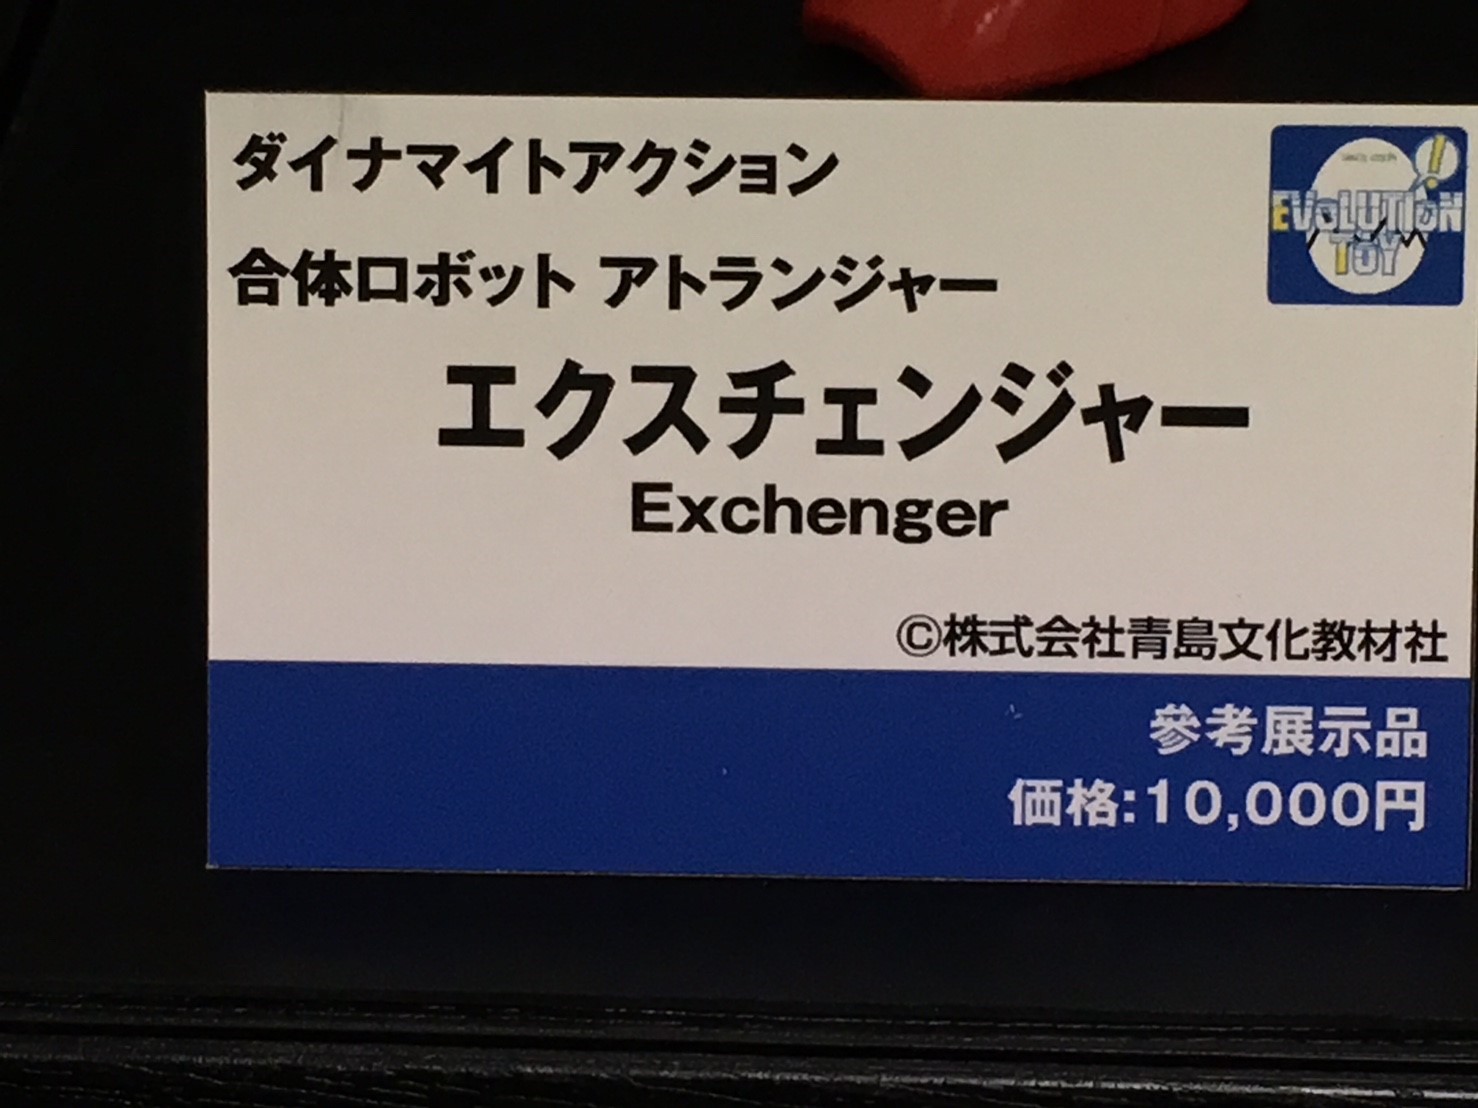 ダイナマイトアクション
EVOLUTION
TOY
合体ロボット アトランジャー
エクスチェンジャー
Exchenger
©株式会社青島文化教材社
参考展示品
価格:10,000円